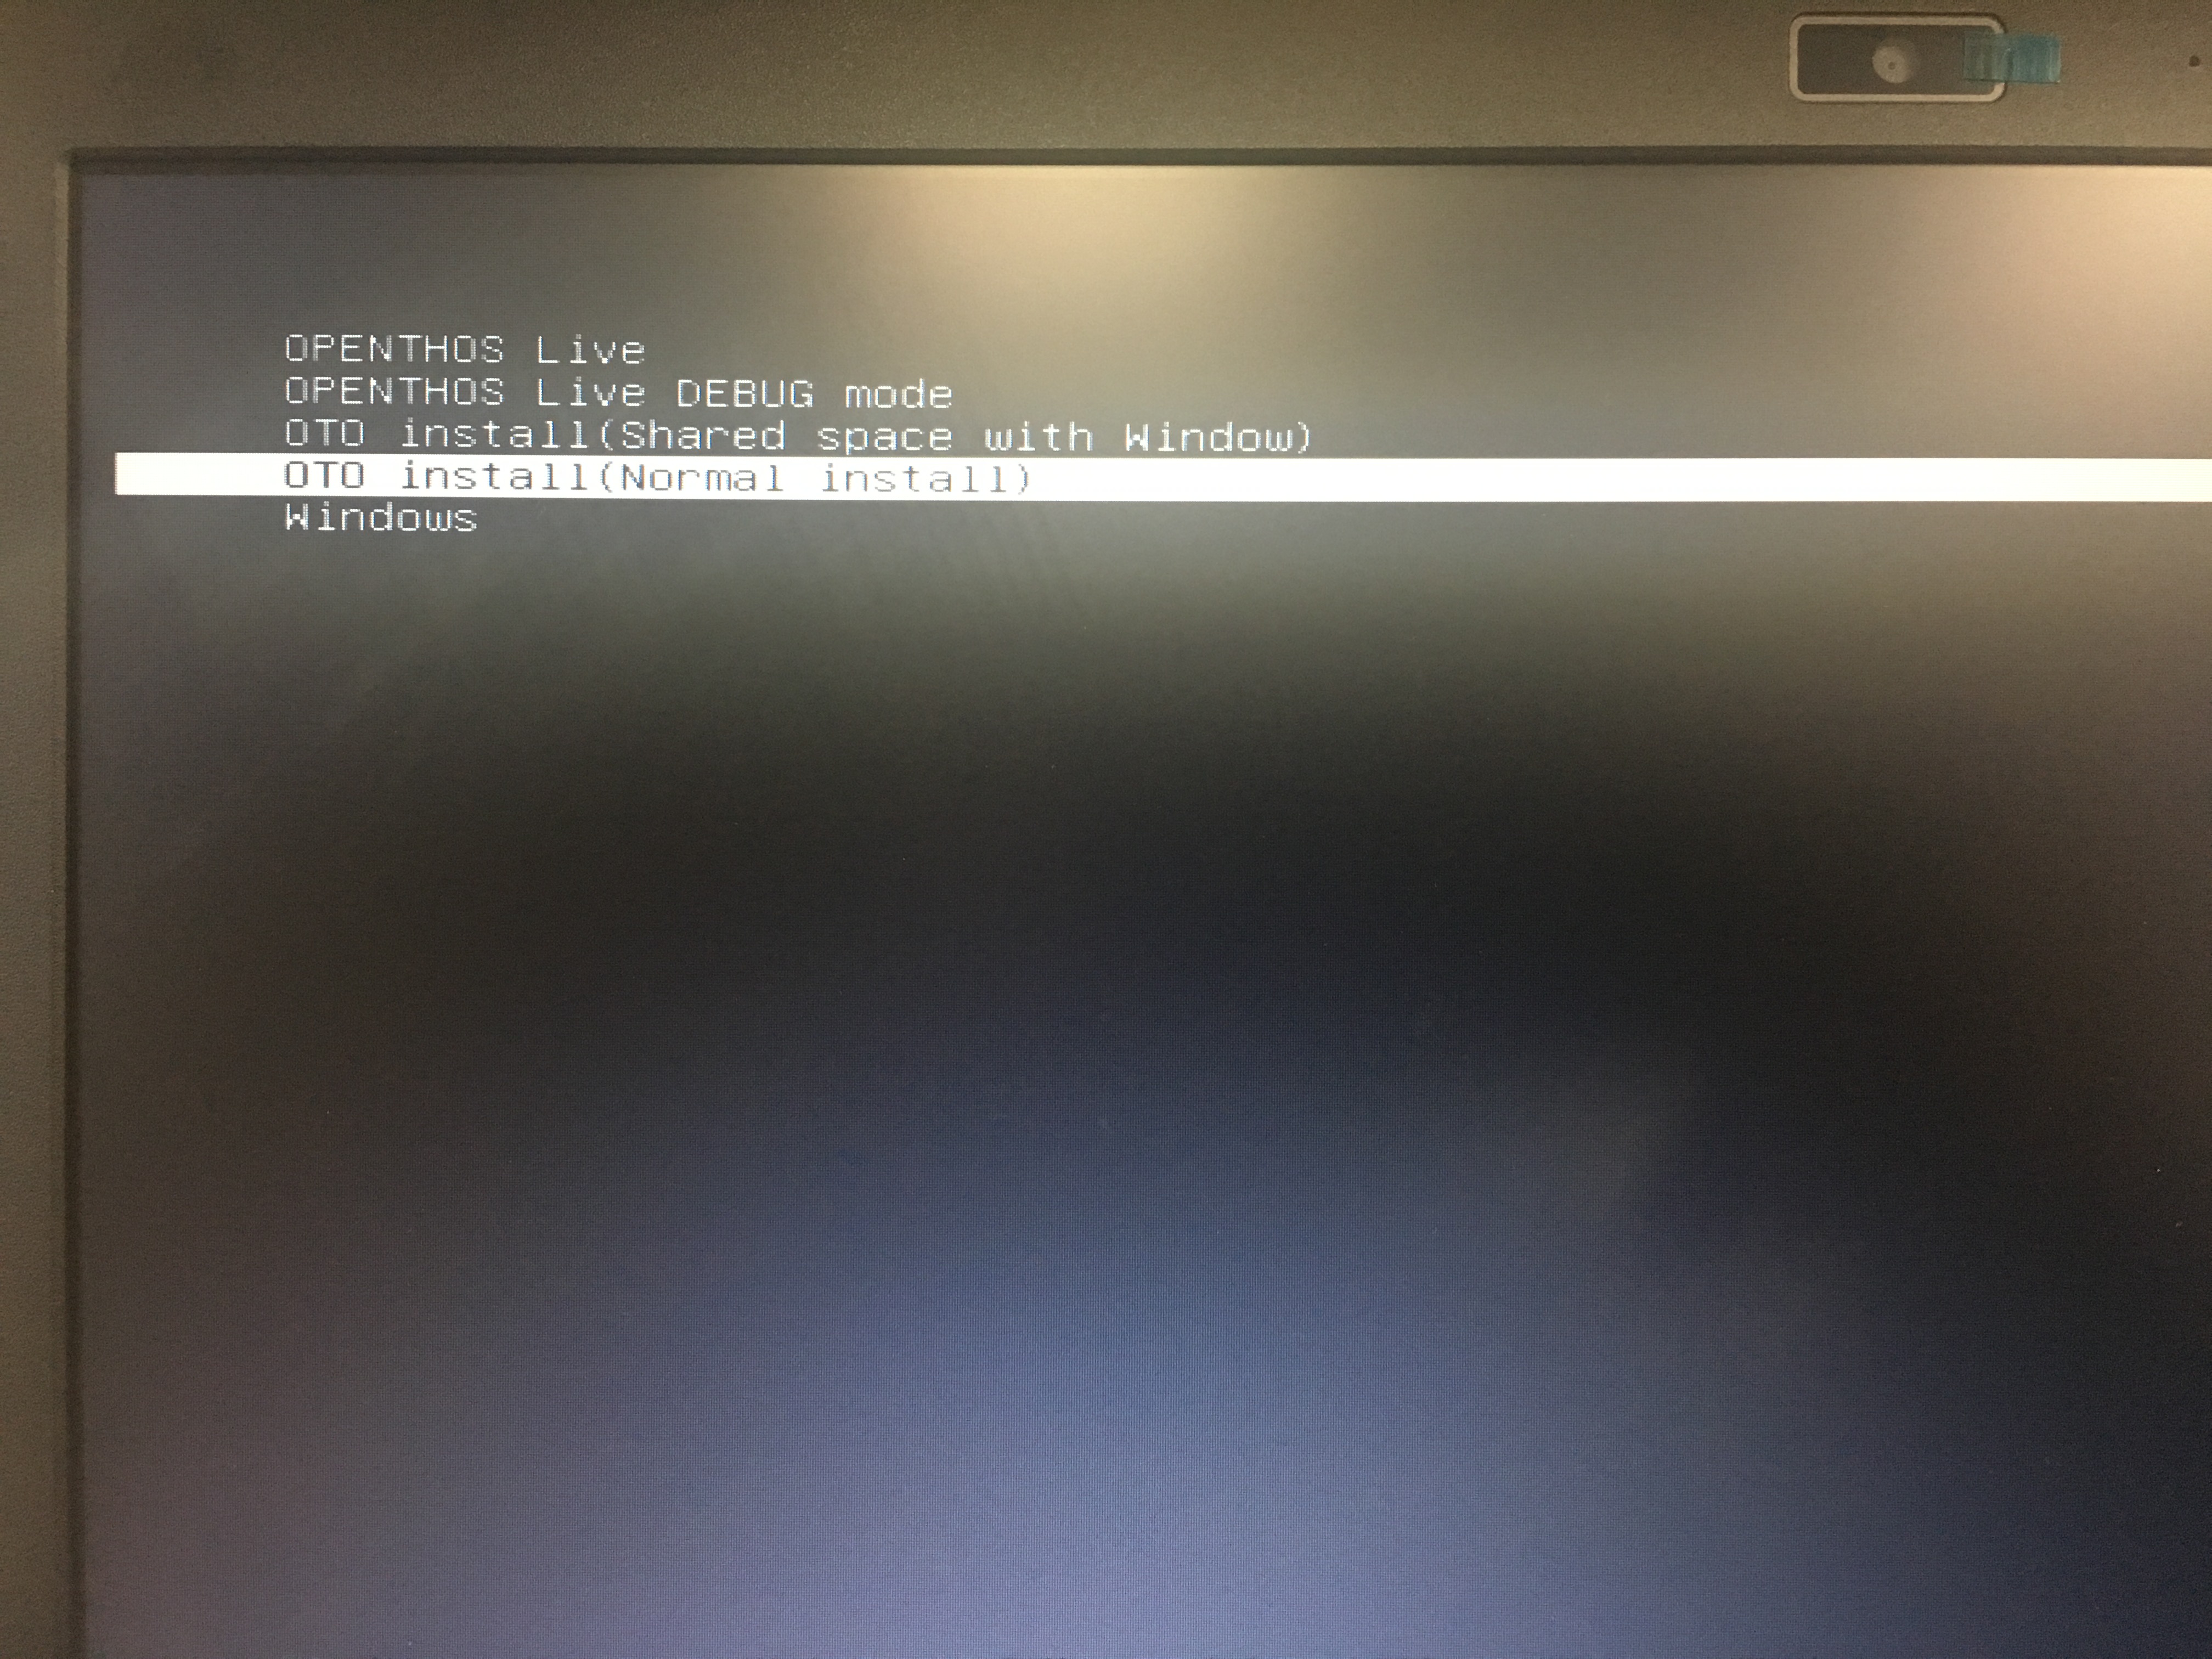 OPENTHOS Live
OPENTHOS Live DEBUG mode
OTO install(Shared space with Window)
OTO install(Normal install)
Windows